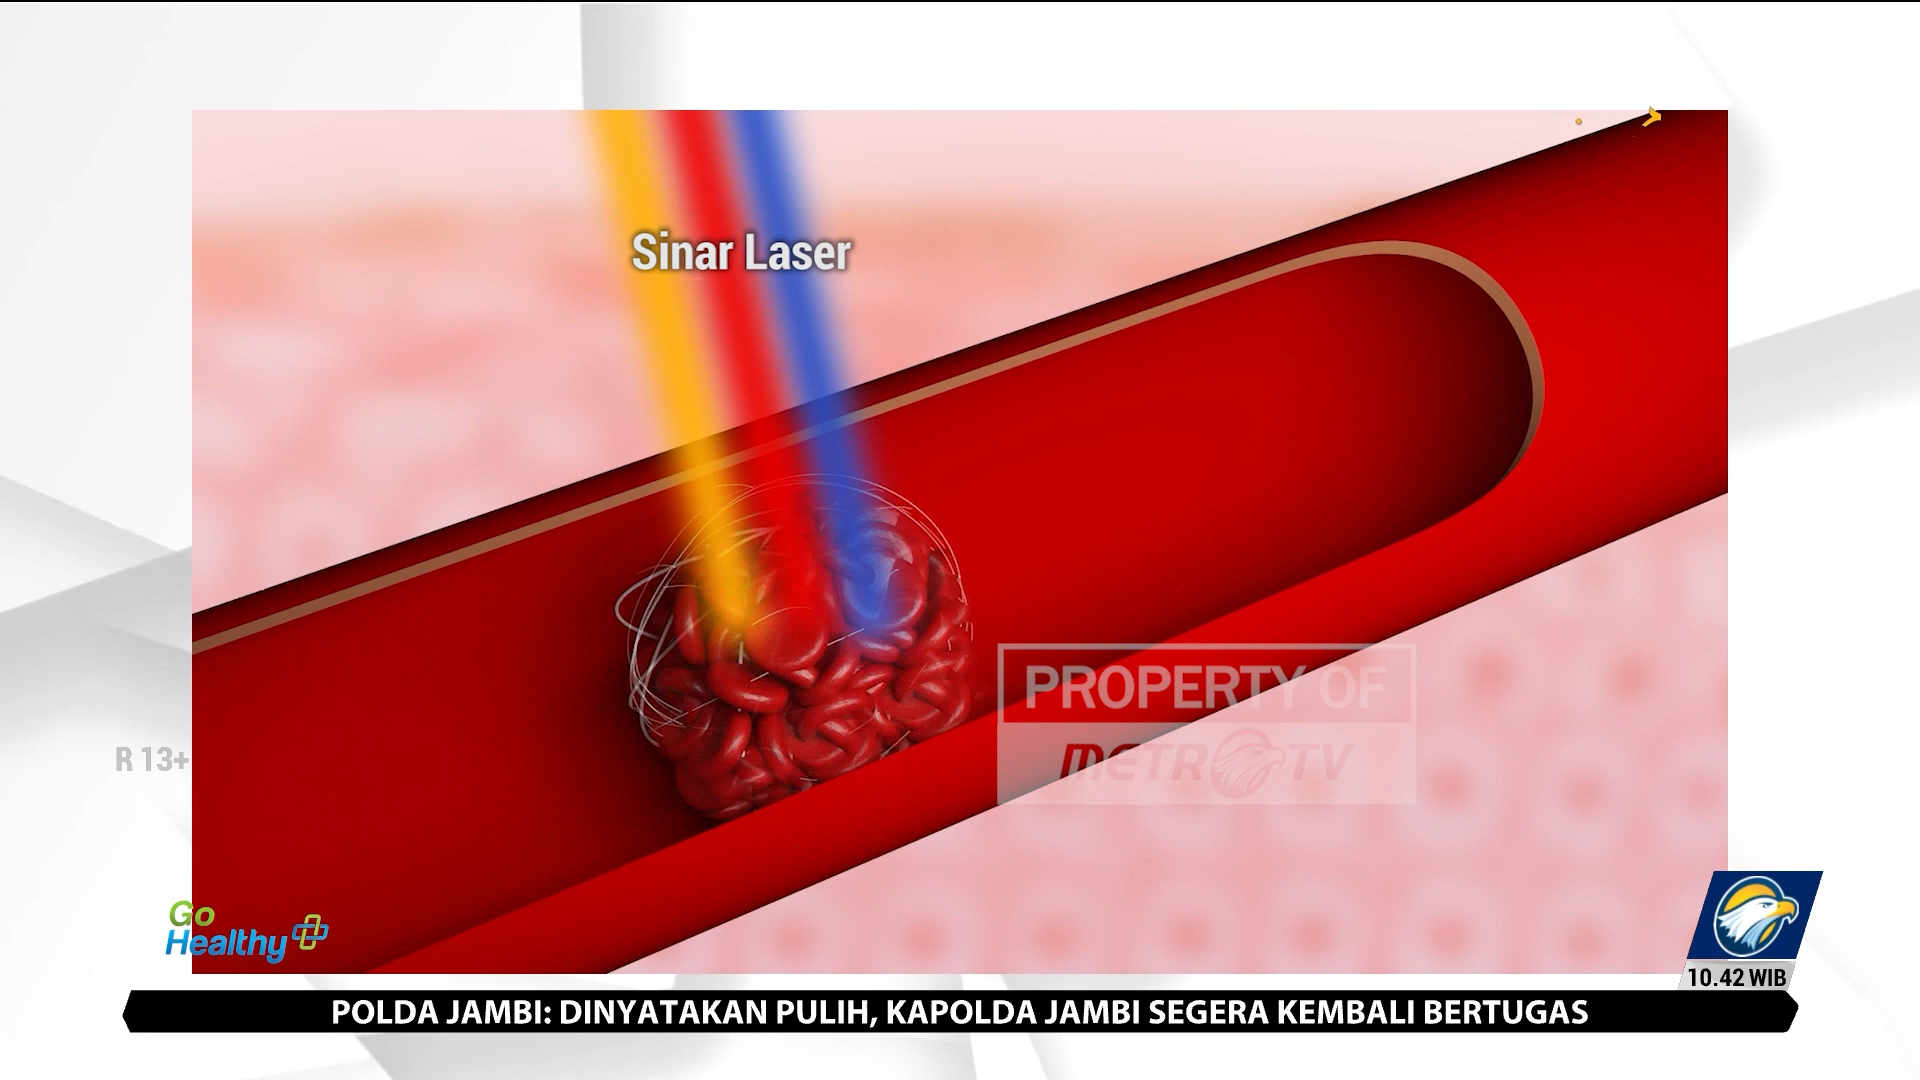 Sinar Laser
PROPERTY OF
METRO TV
R 13+
Go
Healthy
10.42 WIB
POLDA JAMBI: DINYATAKAN PULIH, KAPOLDA JAMBI SEGERA KEMBALI BERTUGAS